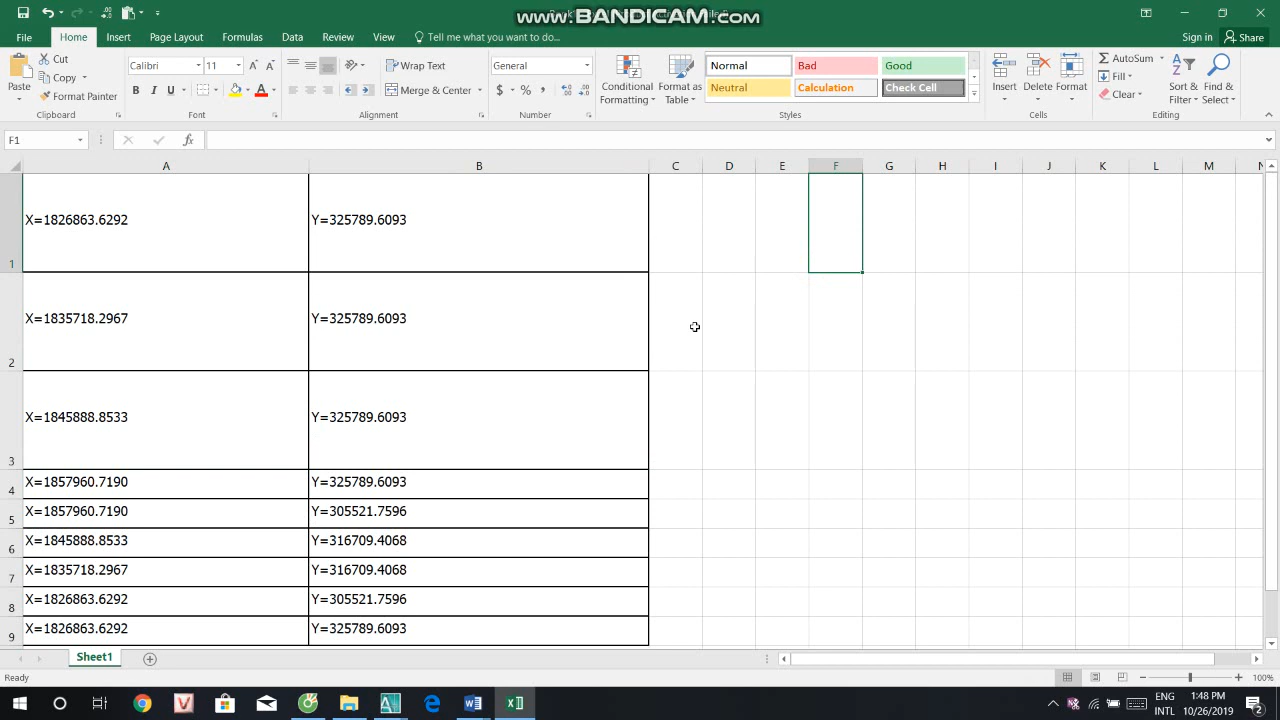 www.BANDICAM.com
File Home Insert Page Layout Formulas Data Review View Tell me what you want to do... Sign in Share
Paste Cut Copy Format Painter Clipboard
Calibri 11 B I U Font
Wrap Text Merge & Center Alignment
General $ % , Number
Conditional Formatting Format as Table Normal Bad Good Neutral Calculation Check Cell Styles
Insert Delete Format Cells
AutoSum Fill Clear Sort & Filter Find & Select Editing
F1 fx
A B C D E F G H I J K L M N
1 X=1826863.6292 Y=325789.6093
2 X=1835718.2967 Y=325789.6093
3 X=1845888.8533 Y=325789.6093
4 X=1857960.7190 Y=325789.6093
5 X=1857960.7190 Y=305521.7596
6 X=1845888.8533 Y=316709.4068
7 X=1835718.2967 Y=316709.4068
8 X=1826863.6292 Y=305521.7596
9 X=1826863.6292 Y=325789.6093
Sheet1
Ready 100%
ENG 1:48 PM
INTL 10/26/2019 2